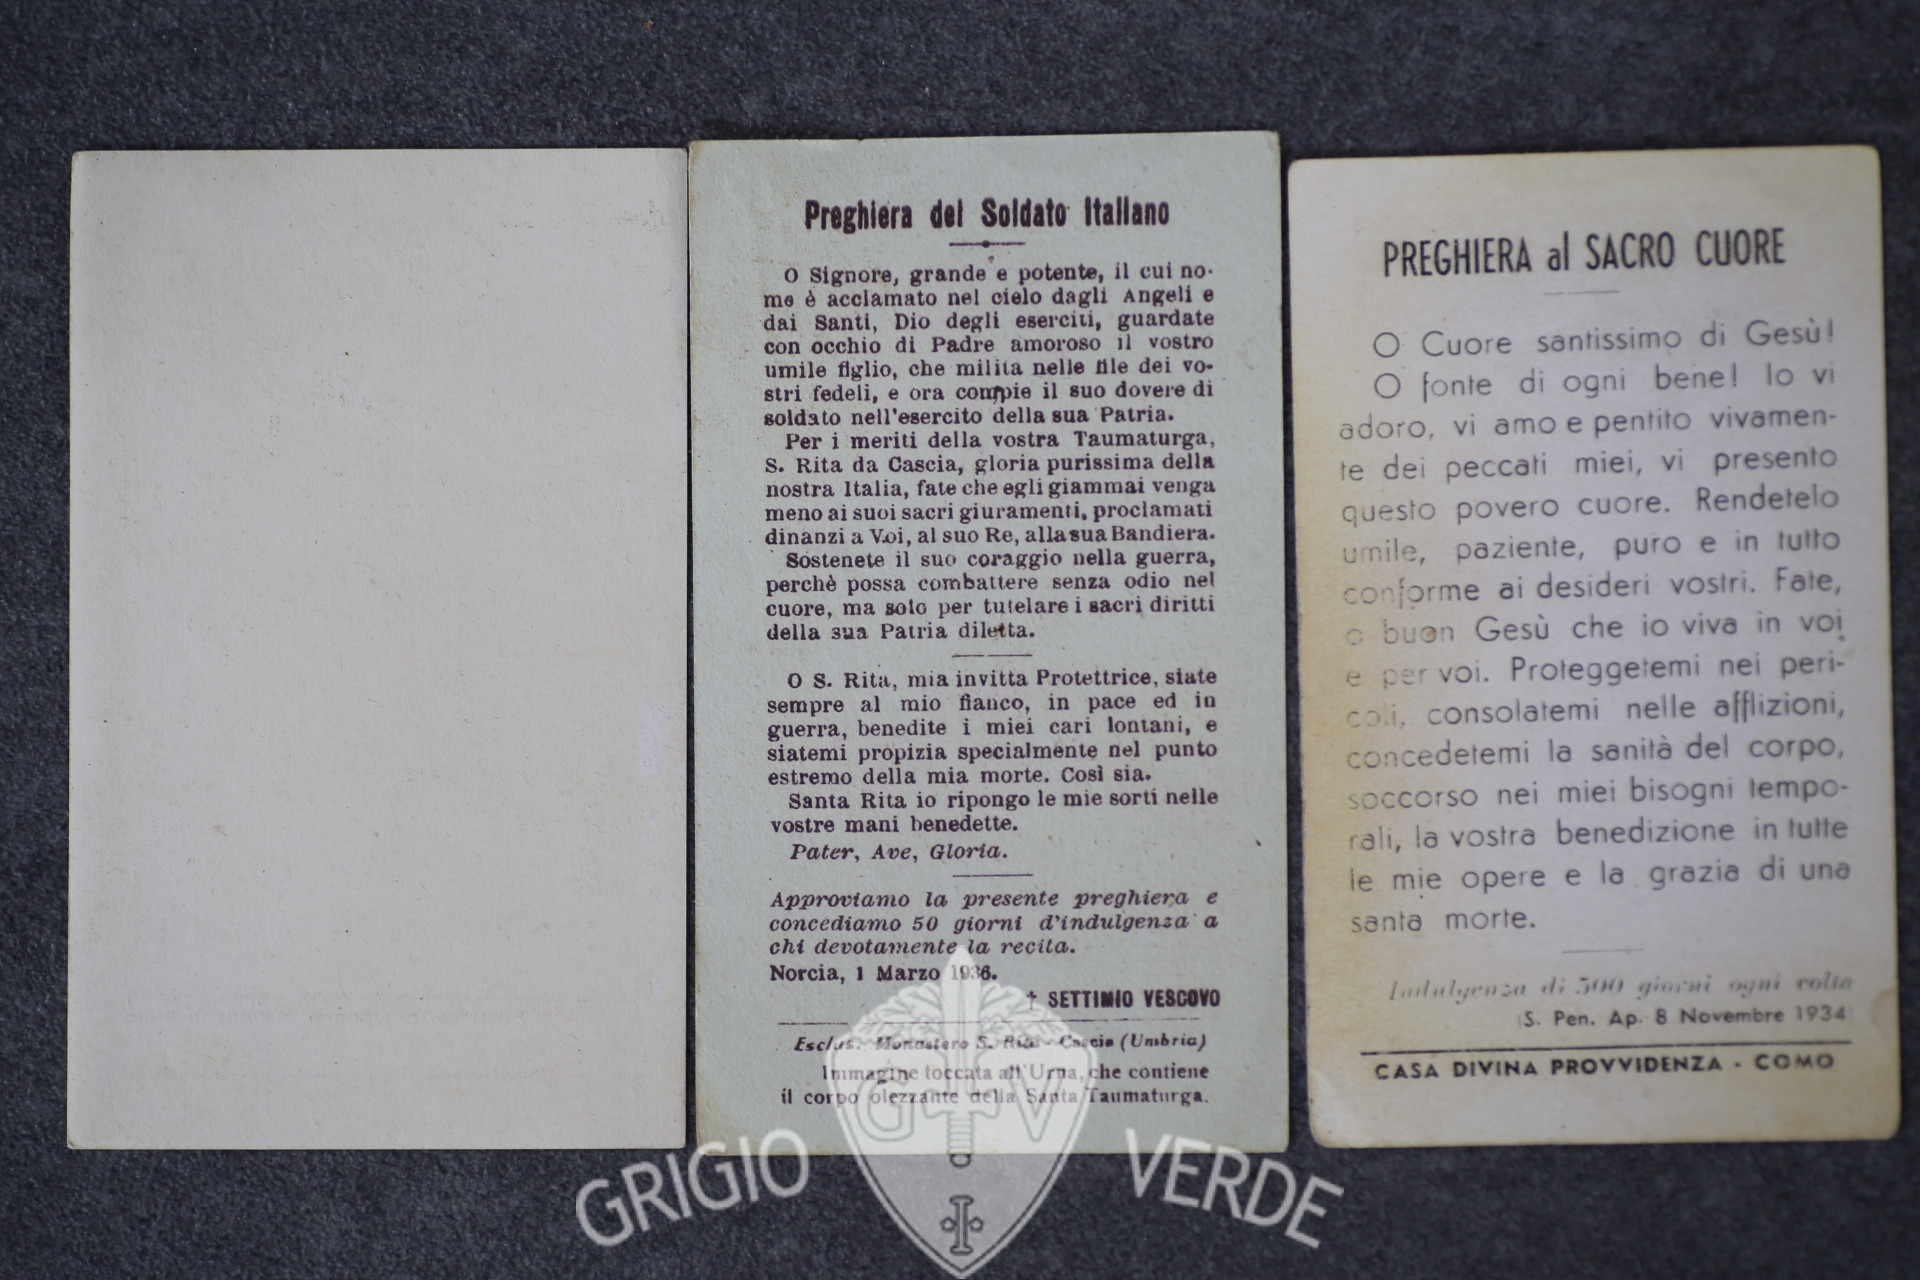 Preghiera del Soldato Italiano
O Signore, grande e potente, il cui no-
me è acclamato nel cielo dagli Angeli e
dai Santi, Dio degli eserciti, guardate
con occhio di Padre amoroso il vostro
umile figlio, che milita nelle file dei vo-
stri fedeli, e ora compie il suo dovere di
soldato nell'esercito della sua Patria.
Per i meriti della vostra Taumaturga,
S. Rita da Cascia, gloria purissima della
nostra Italia, fate che egli giammai venga
meno ai suoi sacri giuramenti, proclamati
dinanzi a Voi, al suo Re, alla sua Bandiera.
Sostenete il suo coraggio nella guerra,
perchè possa combattere senza odio nel
cuore, ma solo per tutelare i sacri diritti
della sua Patria diletta.
O S. Rita, mia invitta Protettrice, siate
sempre al mio fianco, in pace ed in
guerra, benedite i miei cari lontani, e
siatemi propizia specialmente nel punto
estremo della mia morte. Così sia.
Santa Rita io ripongo le mie sorti nelle
vostre mani benedette.
Pater, Ave, Gloria.
Approviamo la presente preghiera e
concediamo 50 giorni d'indulgenza a
chi devotamente la recita.
Norcia, 1 Marzo 1936.
† SETTIMIO VESCOVO
Esclus. Monastero S. Rita - Cascia (Umbria)
Immagine toccata all'Urna, che contiene
il corpo olezzante della Santa Taumaturga.
PREGHIERA al SACRO CUORE
O Cuore santissimo di Gesù!
O fonte di ogni bene! Io vi
adoro, vi amo e pentito vivamen-
te dei peccati miei, vi presento
questo povero cuore. Rendetelo
umile, paziente, puro e in tutto
conforme ai desideri vostri. Fate,
o buon Gesù che io viva in voi
e per voi. Proteggetemi nei peri-
coli, consolatemi nelle afflizioni,
concedetemi la sanità del corpo,
soccorso nei miei bisogni tempo-
rali, la vostra benedizione in tutte
le mie opere e la grazia di una
santa morte.
Indulgenza di 500 giorni ogni volta
(S. Pen. Ap. 8 Novembre 1934)
CASA DIVINA PROVVIDENZA - COMO
G V
GRIGIO VERDE